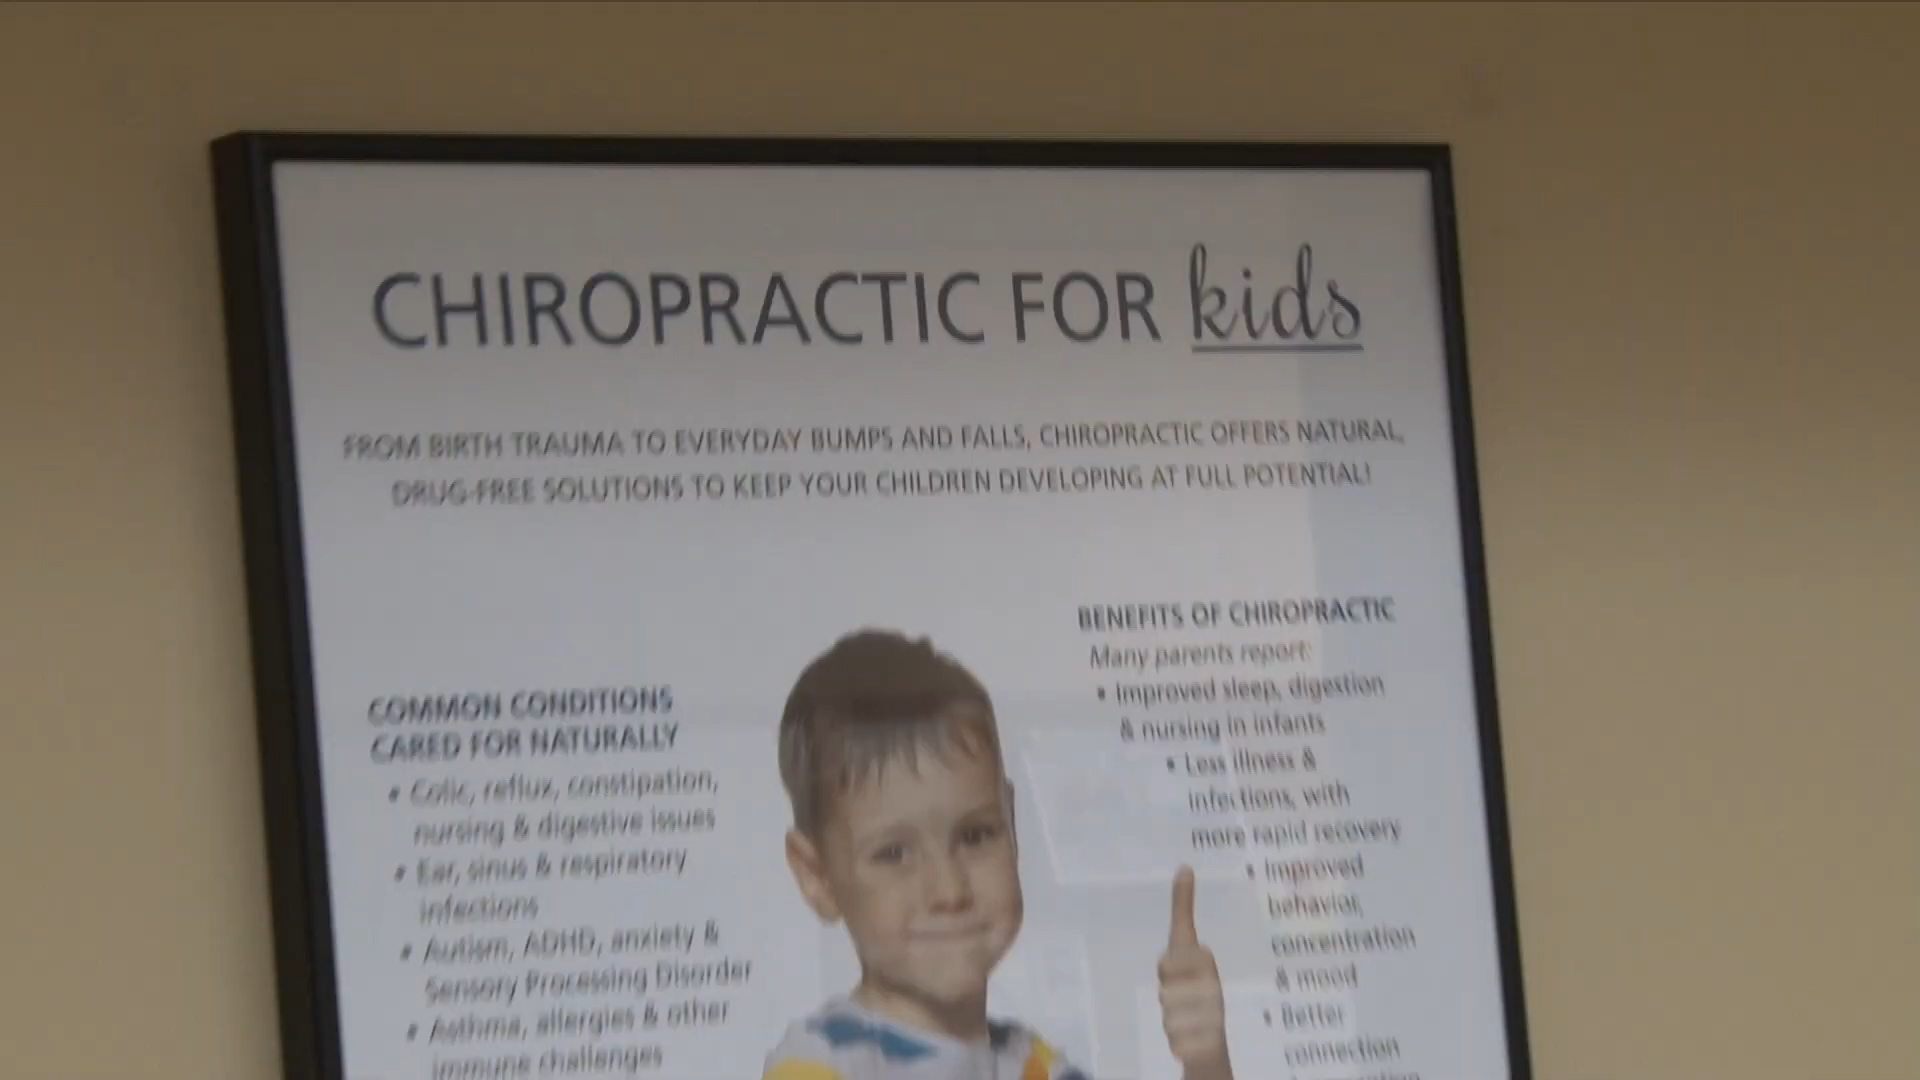 CHIROPRACTIC FOR kids
FROM BIRTH TRAUMA TO EVERYDAY BUMPS AND FALLS, CHIROPRACTIC OFFERS NATURAL,
DRUG-FREE SOLUTIONS TO KEEP YOUR CHILDREN DEVELOPING AT FULL POTENTIAL!
COMMON CONDITIONS
CARED FOR NATURALLY
• Colic, reflux, constipation,
nursing & digestive issues
• Ear, sinus & respiratory
infections
• Autism, ADHD, anxiety &
Sensory Processing Disorder
• Asthma, allergies & other
immune challenges
BENEFITS OF CHIROPRACTIC
Many parents report:
• Improved sleep, digestion
& nursing in infants
• Less illness &
infections, with
more rapid recovery
• Improved
behavior,
concentration
& mood
• Better
connection